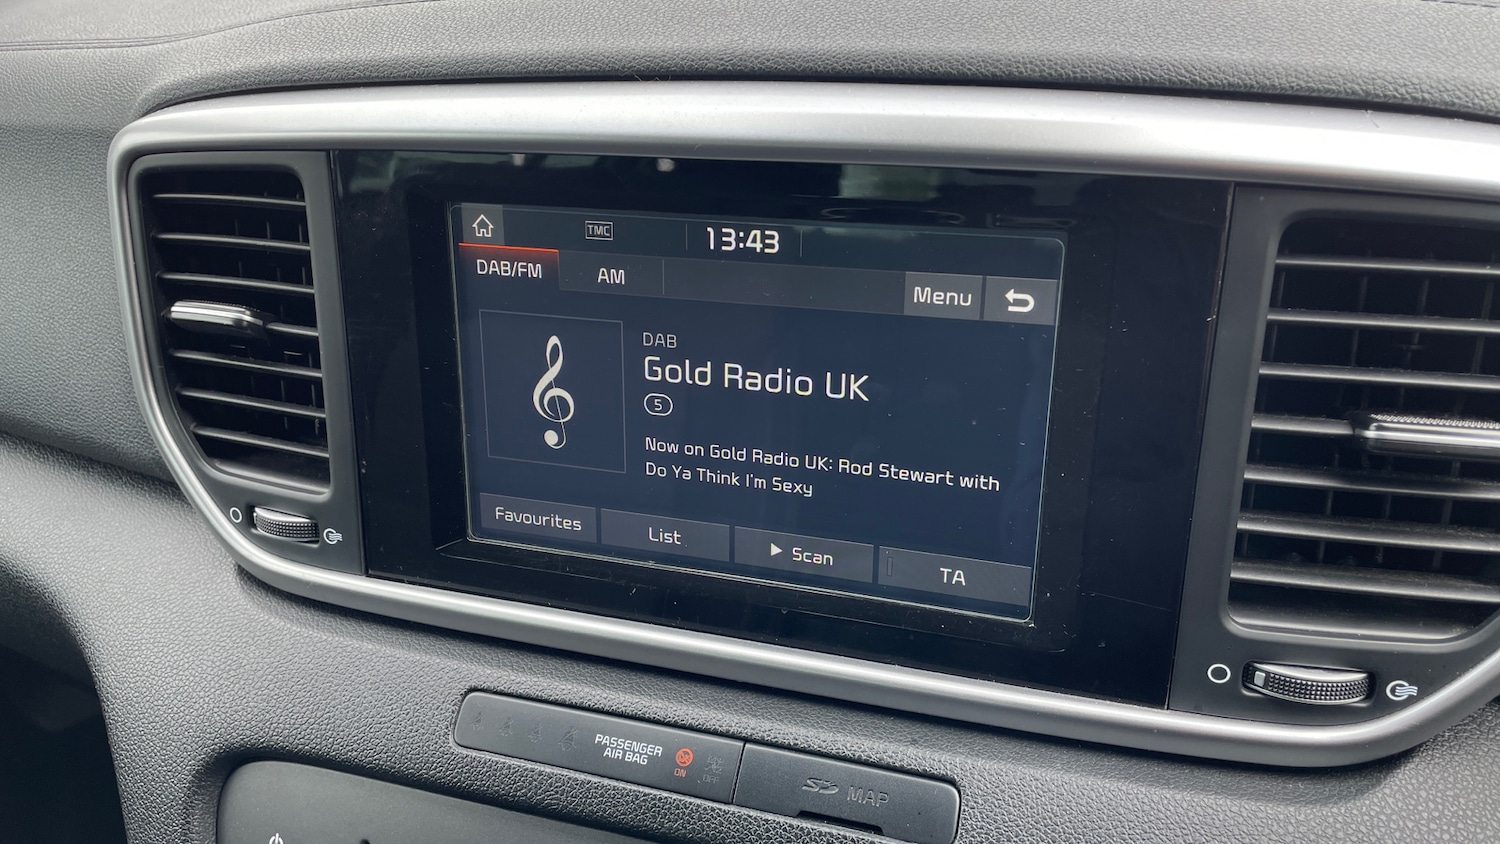 TMC
13:43
DAB/FM
AM
Menu
DAB
Gold Radio UK
5
Now on Gold Radio UK: Rod Stewart with
Do Ya Think I'm Sexy
Favourites
List
Scan
TA
PASSENGER
AIR BAG
ON
OFF
SD MAP